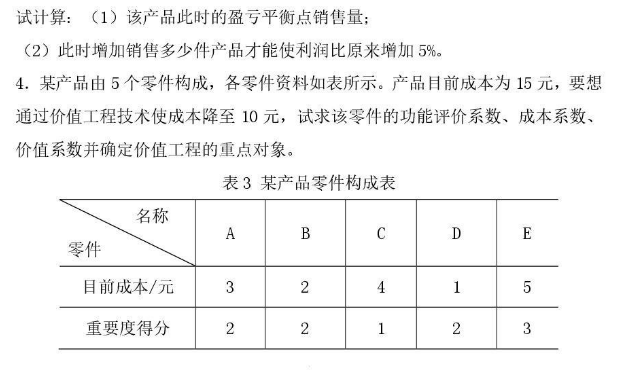 试计算：（1）该产品此时的盈亏平衡点销售量；
（2）此时增加销售多少件产品才能使利润比原来增加 5%。
4．某产品由 5 个零件构成，各零件资料如表所示。产品目前成本为 15 元，要想
通过价值工程技术使成本降至 10 元，试求该零件的功能评价系数、成本系数、
价值系数并确定价值工程的重点对象。
表 3 某产品零件构成表
名称 A B C D E
零件
目前成本/元 3 2 4 1 5
重要度得分 2 2 1 2 3